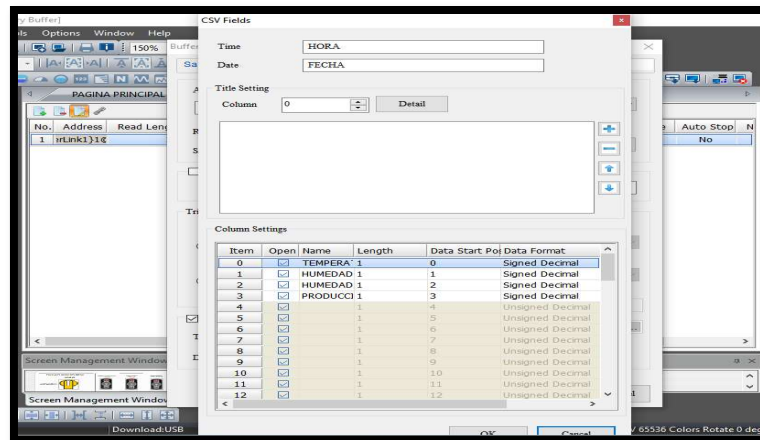 y Buffer]
ls Options Window Help
CSV Fields
150%
Buffe
Sa
Time HORA
Date FECHA
PAGINA PRINCIPAL
Title Setting
Column 0 Detail
No. Address Read Leng
Auto Stop N
1 No
Tri
Column Settings
Item Open Name Length Data Start Po Data Format
0 TEMPERA 1 0 Signed Decimal
1 HUMEDAD 1 1 Signed Decimal
2 HUMEDAD 1 2 Signed Decimal
3 PRODUCCI 1 3 Signed Decimal
4 1 4 Unsigned Decimal
5 1 5 Unsigned Decimal
6 1 6 Unsigned Decimal
7 1 7 Unsigned Decimal
8 1 8 Unsigned Decimal
9 1 9 Unsigned Decimal
10 1 10 Unsigned Decimal
11 1 11 Unsigned Decimal
12 1 12 Unsigned Decimal
Screen Management Window
Screen Management Window
OK Cancel
Download:USB
65536 Colors Rotate 0 deg